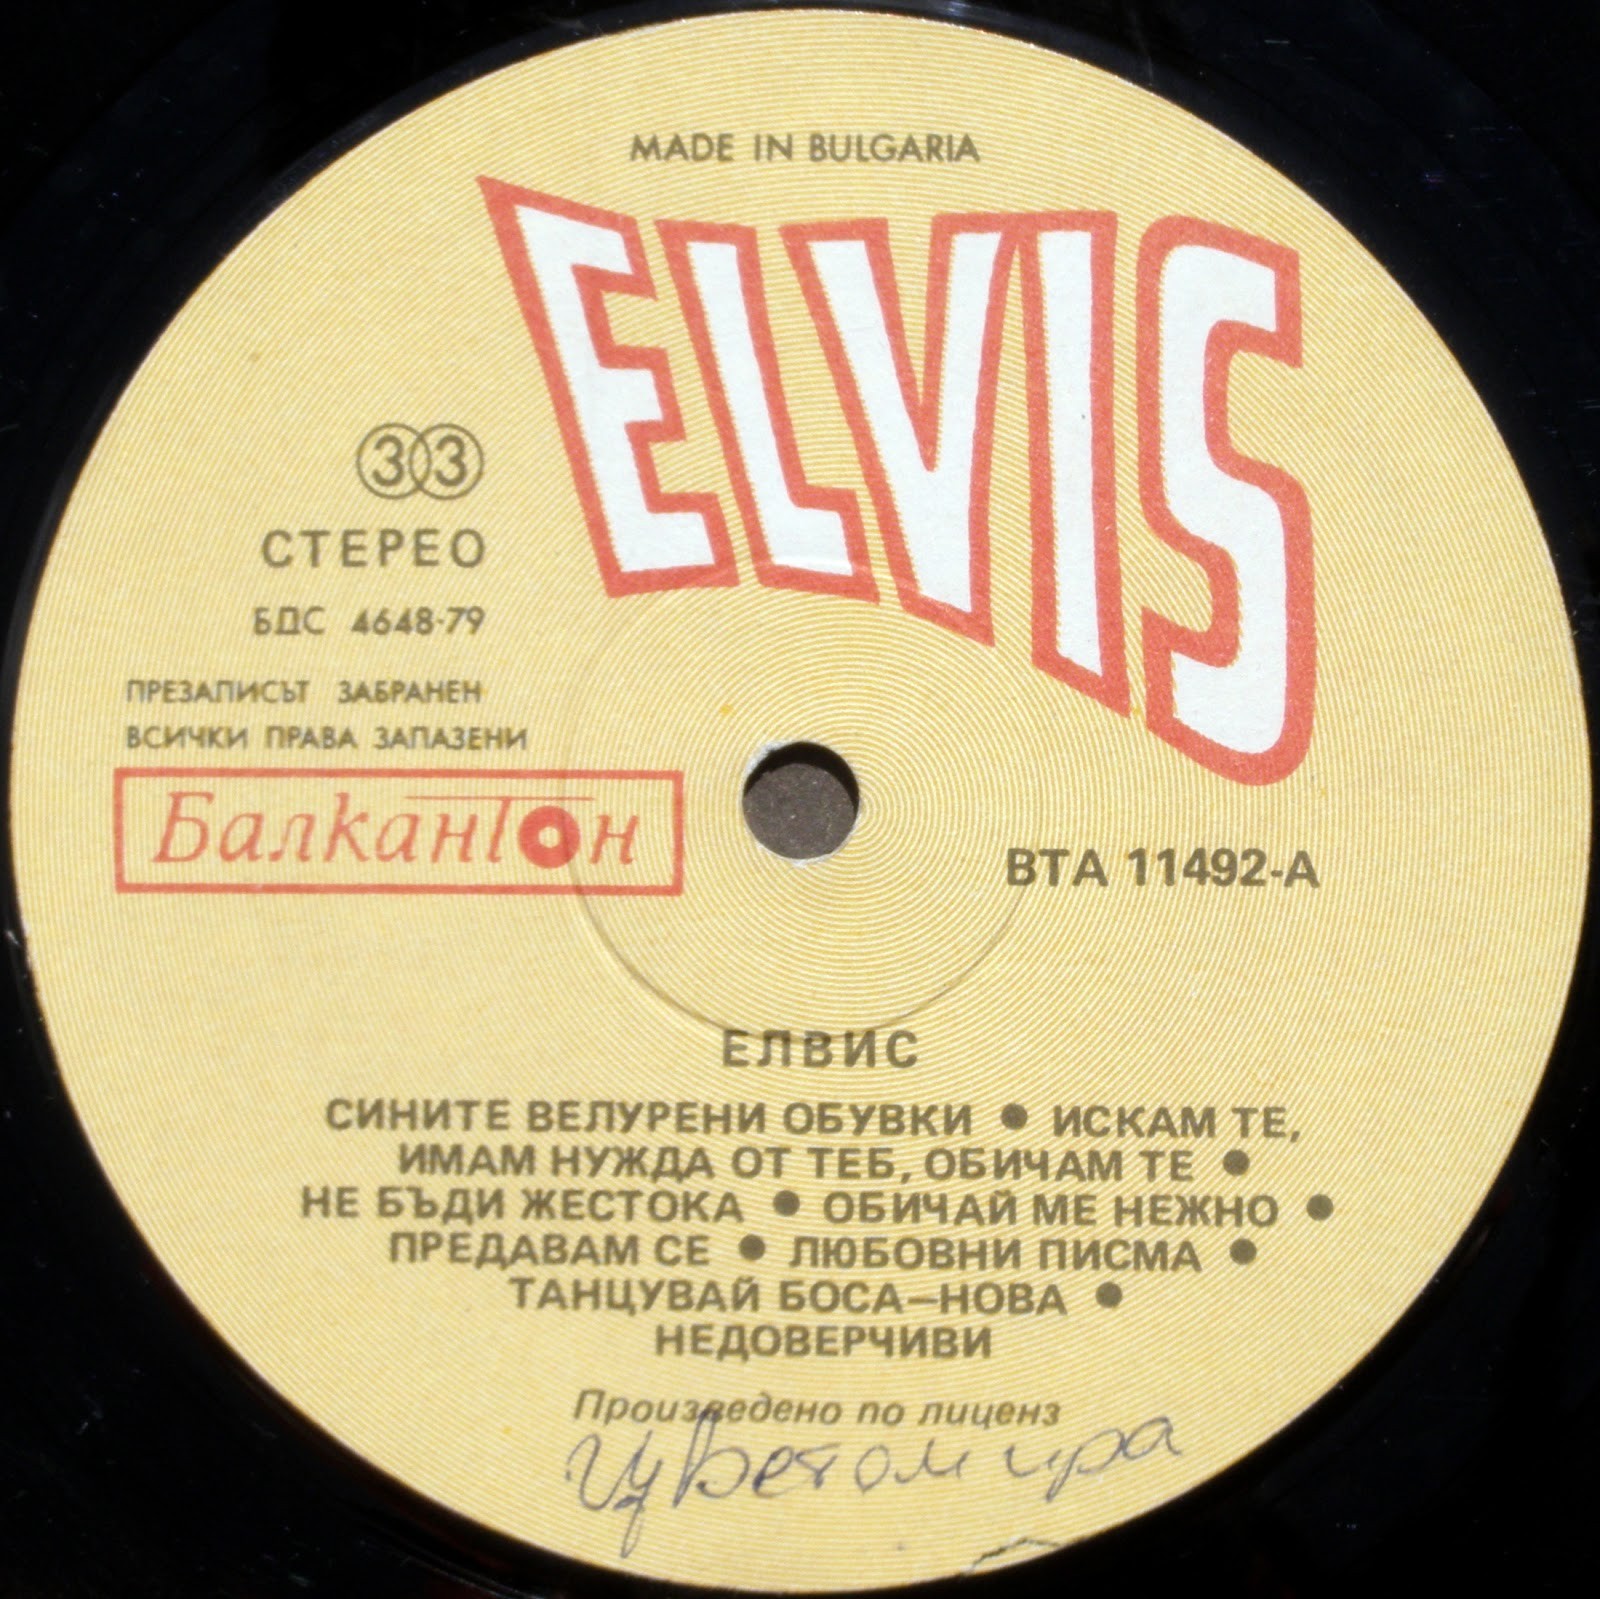 MADE IN BULGARIA
ELVIS
33
СТЕРЕО
БДС 4648-79
ПРЕЗАПИСЪТ ЗАБРАНЕН
ВСИЧКИ ПРАВА ЗАПАЗЕНИ
Балкантон
ВТА 11492-А
ЕЛВИС
СИНИТЕ ВЕЛУРЕНИ ОБУВКИ ● ИСКАМ ТЕ,
ИМАМ НУЖДА ОТ ТЕБ, ОБИЧАМ ТЕ ●
НЕ БЪДИ ЖЕСТОКА ● ОБИЧАЙ МЕ НЕЖНО ●
ПРЕДАВАМ СЕ ● ЛЮБОВНИ ПИСМА ●
ТАНЦУВАЙ БОСА–НОВА ●
НЕДОВЕРЧИВИ
Произведено по лиценз
Цветомира